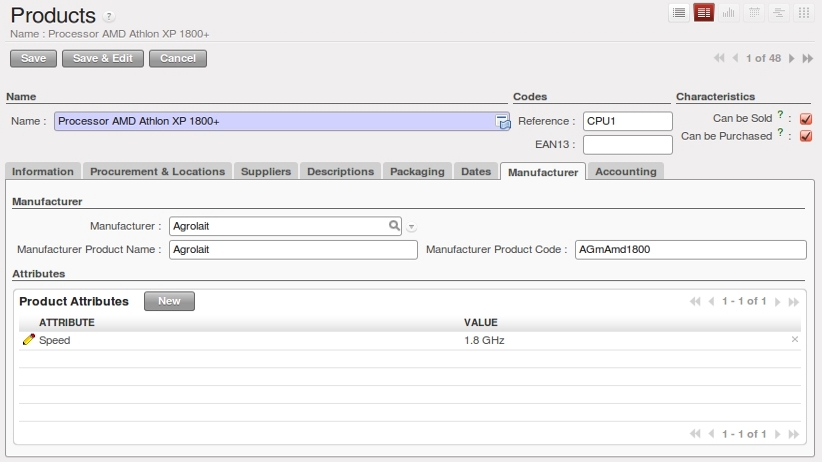 Products ?
Name : Processor AMD Athlon XP 1800+
Save Save & Edit Cancel 1 of 48
Name Codes Characteristics
Name : Processor AMD Athlon XP 1800+ Reference : CPU1 Can be Sold ? :
EAN13 : Can be Purchased ? :
Information Procurement & Locations Suppliers Descriptions Packaging Dates Manufacturer Accounting
Manufacturer
Manufacturer : Agrolait
Manufacturer Product Name : Agrolait Manufacturer Product Code : AGmAmd1800
Attributes
Product Attributes New 1 - 1 of 1
ATTRIBUTE VALUE
Speed 1.8 GHz
1 - 1 of 1